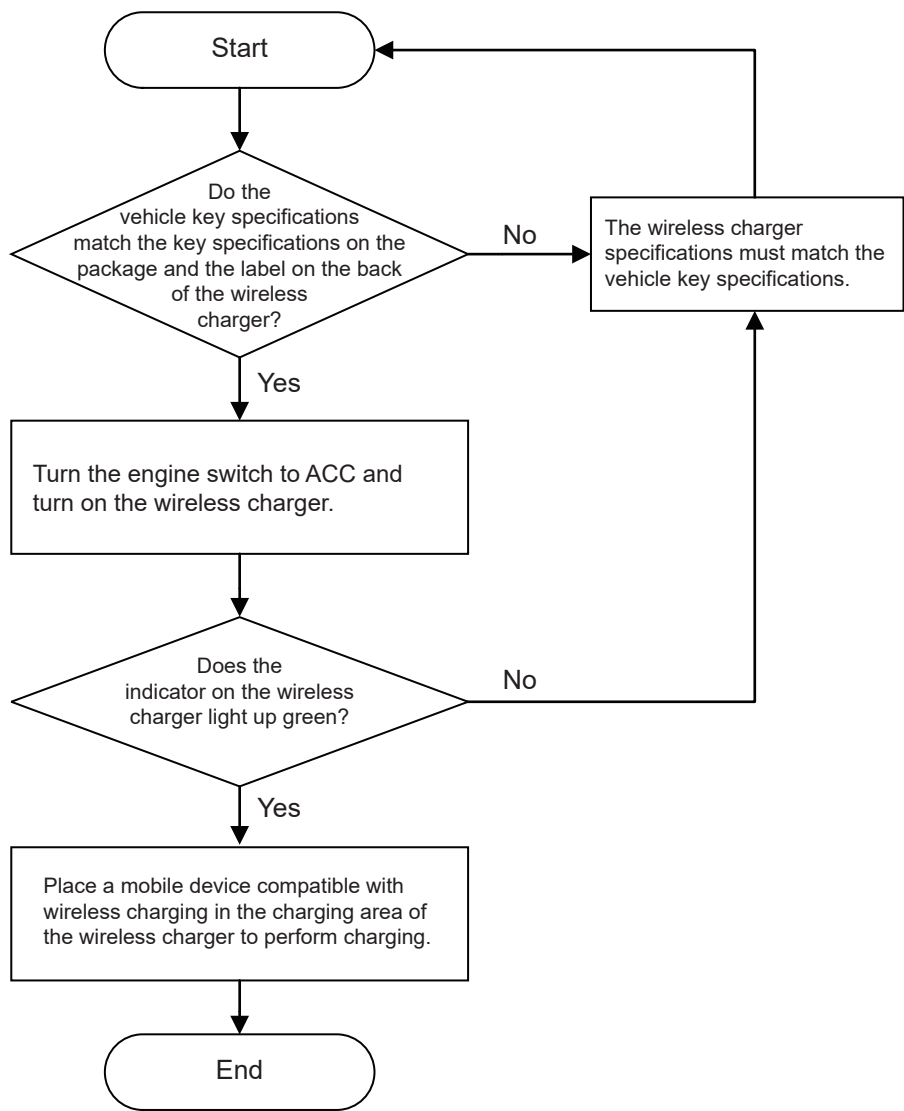 Start
Do the
vehicle key specifications
match the key specifications on the
package and the label on the back
of the wireless
charger?
No
The wireless charger
specifications must match the
vehicle key specifications.
Yes
Turn the engine switch to ACC and
turn on the wireless charger.
Does the
indicator on the wireless
charger light up green?
No
Yes
Place a mobile device compatible with
wireless charging in the charging area of
the wireless charger to perform charging.
End